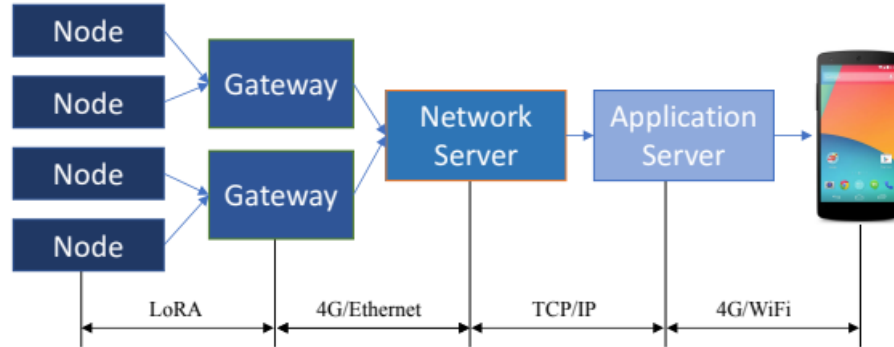 Node
Node
Node
Node
Gateway
Gateway
Network
Server
Application
Server
LoRA
4G/Ethernet
TCP/IP
4G/WiFi